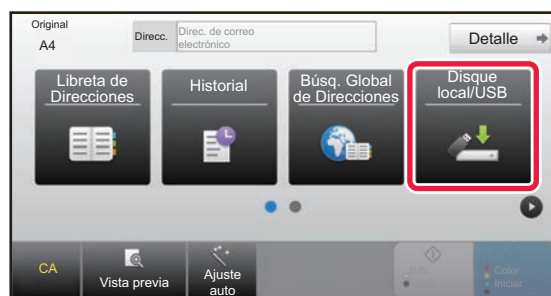 Original
A4
Direcc.
Direc. de correo
electrónico
Detalle
Libreta de
Direcciones
Historial
Búsq. Global
de Direcciones
Disque
local/USB
CA
Vista previa
Ajuste
auto
Color
Iniciar